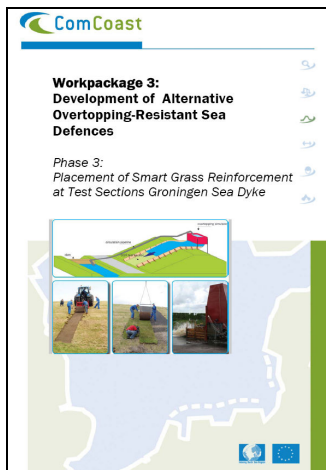 ComCoast
Workpackage 3:
Development of Alternative
Overtopping-Resistant Sea
Defences
Phase 3:
Placement of Smart Grass Reinforcement
at Test Sections Groningen Sea Dyke